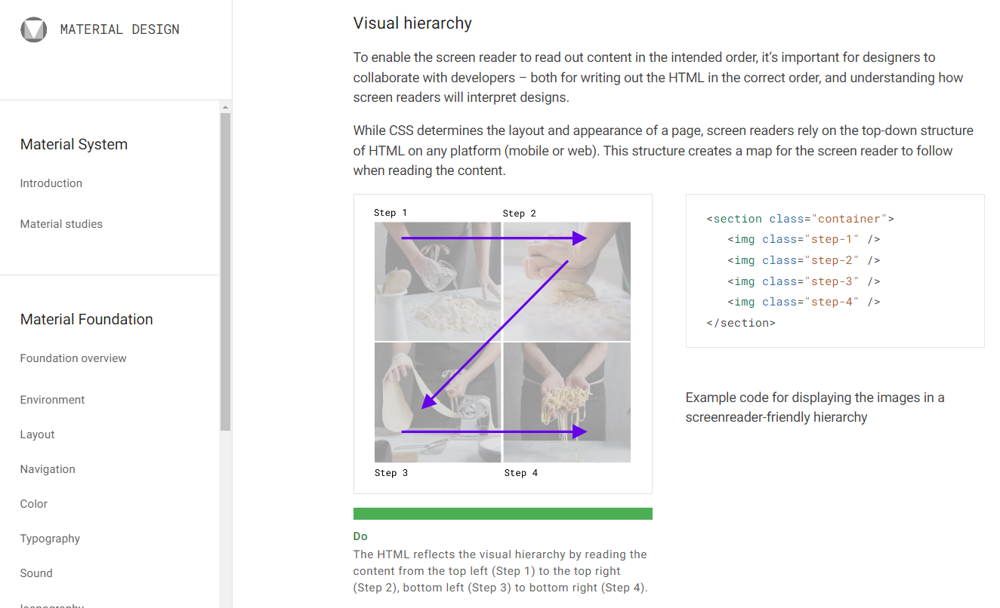 MATERIAL DESIGN
Material System
Introduction
Material studies
Material Foundation
Foundation overview
Environment
Layout
Navigation
Color
Typography
Sound
Iconography
Visual hierarchy
To enable the screen reader to read out content in the intended order, it’s important for designers to
collaborate with developers – both for writing out the HTML in the correct order, and understanding how
screen readers will interpret designs.
While CSS determines the layout and appearance of a page, screen readers rely on the top-down structure
of HTML on any platform (mobile or web). This structure creates a map for the screen reader to follow
when reading the content.
Step 1
Step 2
Step 3
Step 4
Do
The HTML reflects the visual hierarchy by reading the
content from the top left (Step 1) to the top right
(Step 2), bottom left (Step 3) to bottom right (Step 4).
<section class="container">
<img class="step-1" />
<img class="step-2" />
<img class="step-3" />
<img class="step-4" />
</section>
Example code for displaying the images in a
screenreader-friendly hierarchy